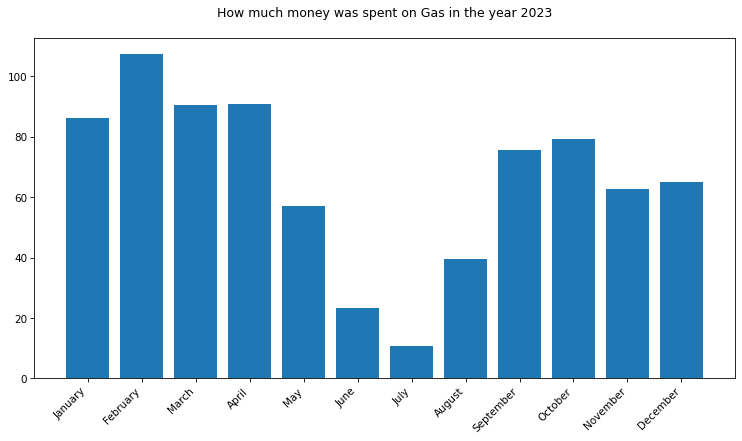 How much money was spent on Gas in the year 2023
100
80
60
40
20
0
January
February
March
April
May
June
July
August
September
October
November
December